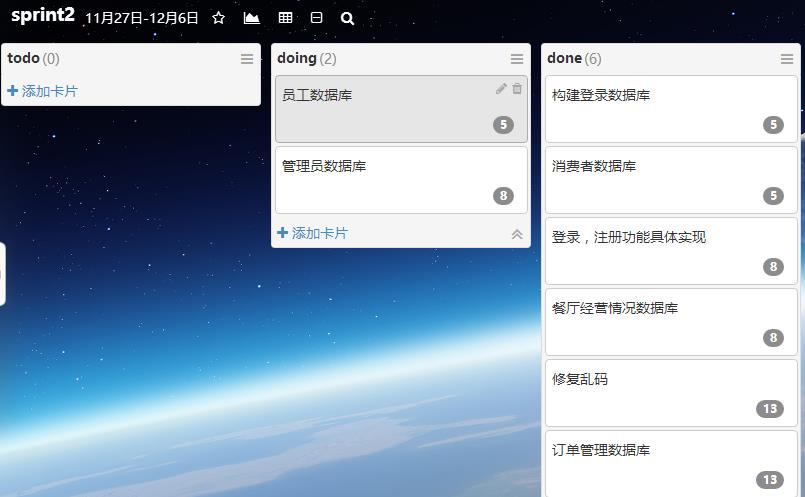 sprint2 11月27日-12月6日
todo(0)
添加卡片
doing(2)
员工数据库
5
管理员数据库
8
添加卡片
done(6)
构建登录数据库
5
消费者数据库
5
登录，注册功能具体实现
8
餐厅经营情况数据库
8
修复乱码
13
订单管理数据库
13